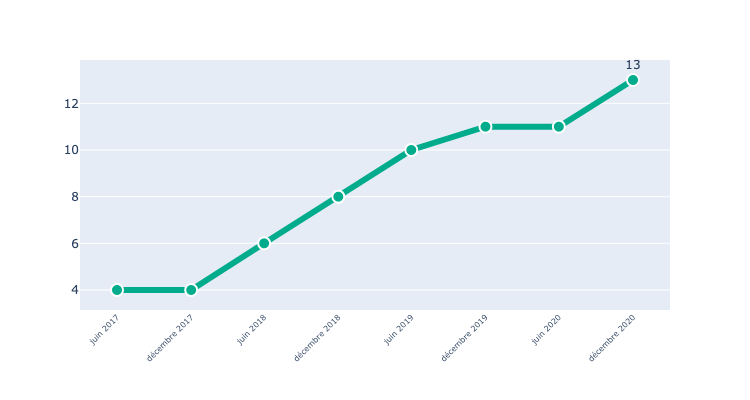 13
12
10
8
6
4
juin 2017
décembre 2017
juin 2018
décembre 2018
juin 2019
décembre 2019
juin 2020
décembre 2020